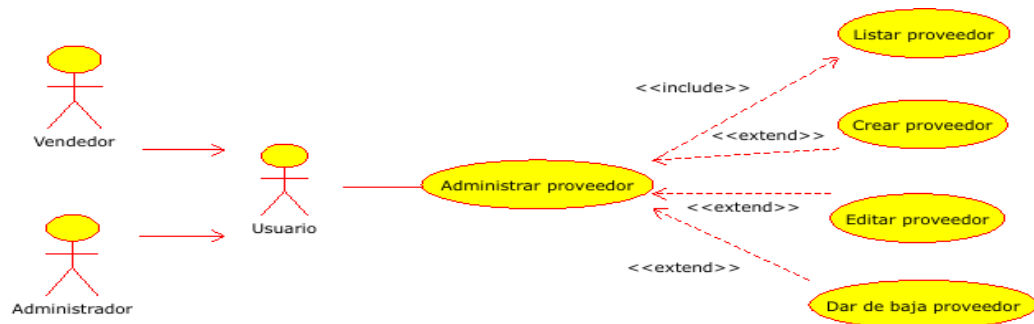 Listar proveedor
<<include>>
Crear proveedor
<<extend>>
Vendedor
Administrar proveedor
<<extend>>
Editar proveedor
Usuario
<<extend>>
Dar de baja proveedor
Administrador